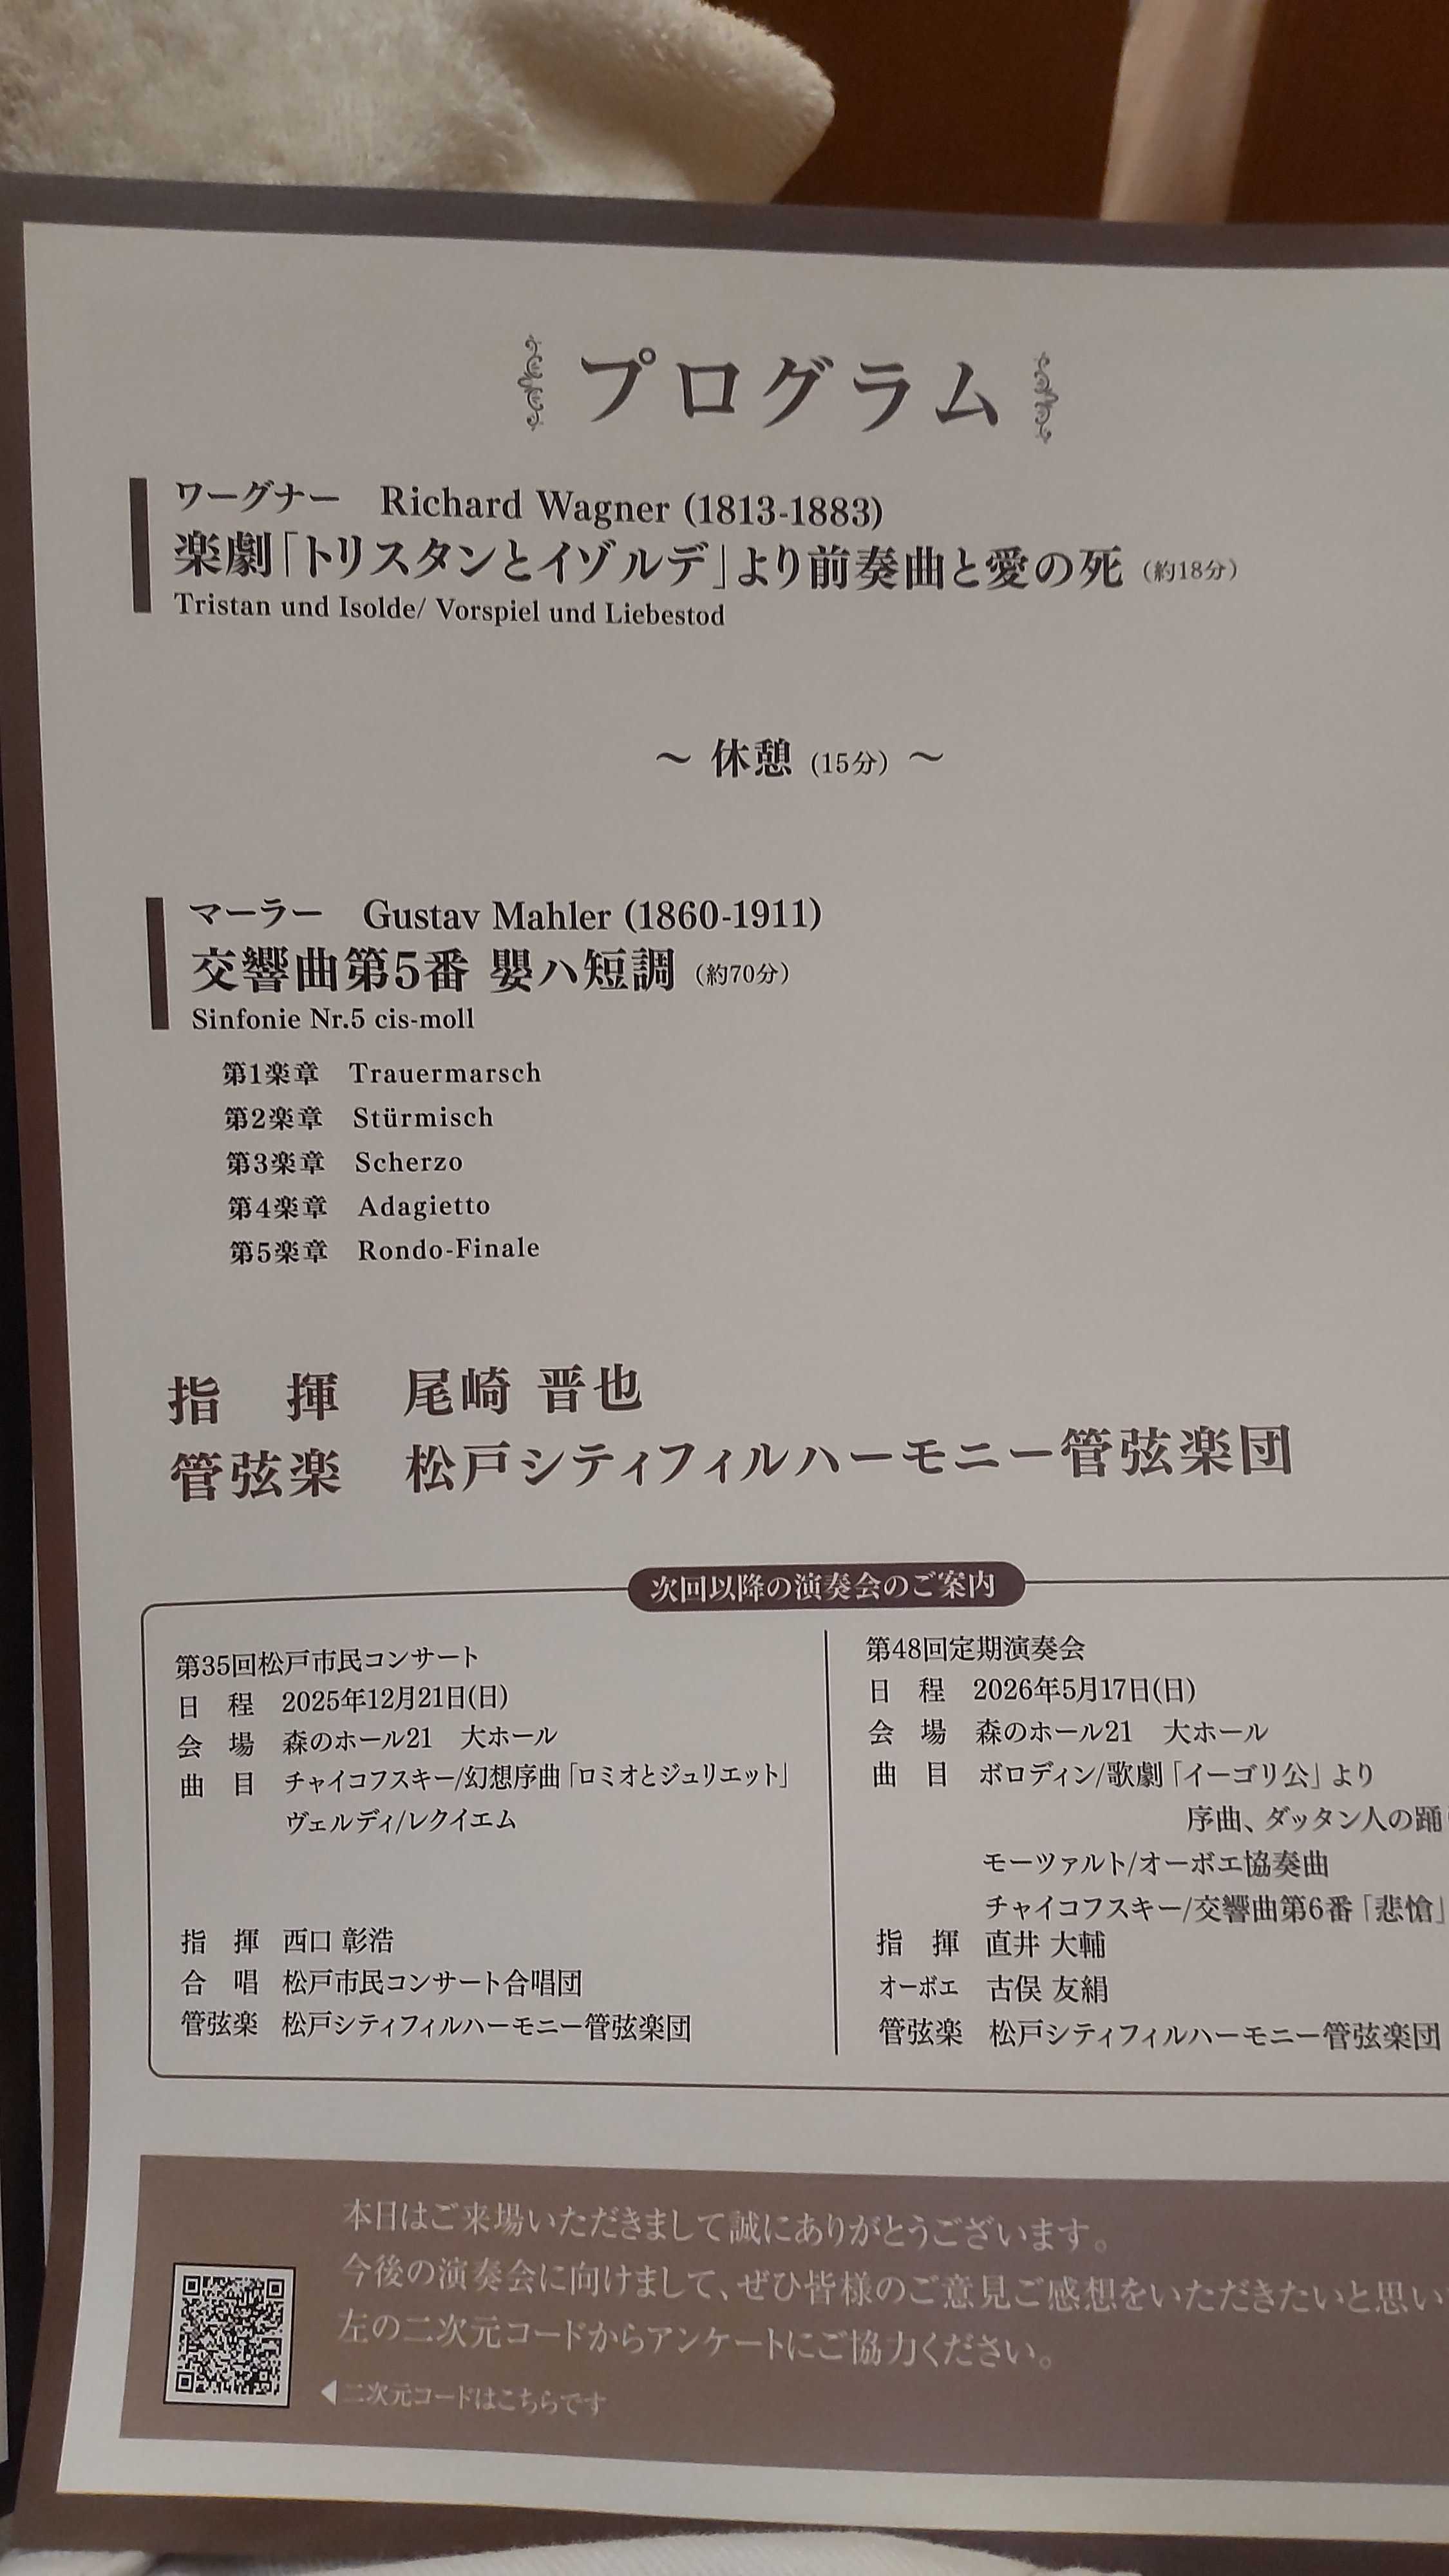 プログラム
ワーグナー　Richard Wagner (1813-1883)
楽劇「トリスタンとイゾルデ」より前奏曲と愛の死 (約18分)
Tristan und Isolde/ Vorspiel und Liebestod
～ 休憩 (15分) ～
マーラー　Gustav Mahler (1860-1911)
交響曲第5番 嬰ハ短調 (約70分)
Sinfonie Nr.5 cis-moll
第1楽章　Trauermarsch
第2楽章　Stürmisch
第3楽章　Scherzo
第4楽章　Adagietto
第5楽章　Rondo-Finale
指　揮　尾崎 晋也
管弦楽　松戸シティフィルハーモニー管弦楽団
次回以降の演奏会のご案内
第35回松戸市民コンサート
日　程　2025年12月21日(日)
会　場　森のホール21　大ホール
曲　目　チャイコフスキー/幻想序曲「ロミオとジュリエット」
ヴェルディ/レクイエム
指　揮　西口 彰浩
合　唱　松戸市民コンサート合唱団
管弦楽　松戸シティフィルハーモニー管弦楽団
第48回定期演奏会
日　程　2026年5月17日(日)
会　場　森のホール21　大ホール
曲　目　ボロディン/歌劇「イーゴリ公」より
序曲、ダッタン人の踊
モーツァルト/オーボエ協奏曲
チャイコフスキー/交響曲第6番「悲愴」
指　揮　直井 大輔
オーボエ　古俣 友絹
管弦楽　松戸シティフィルハーモニー管弦楽団
本日はご来場いただきまして誠にありがとうございます。
今後の演奏会に向けまして、ぜひ皆様のご意見ご感想をいただきたいと思い
左の二次元コードからアンケートにご協力ください。
◀二次元コードはこちらです